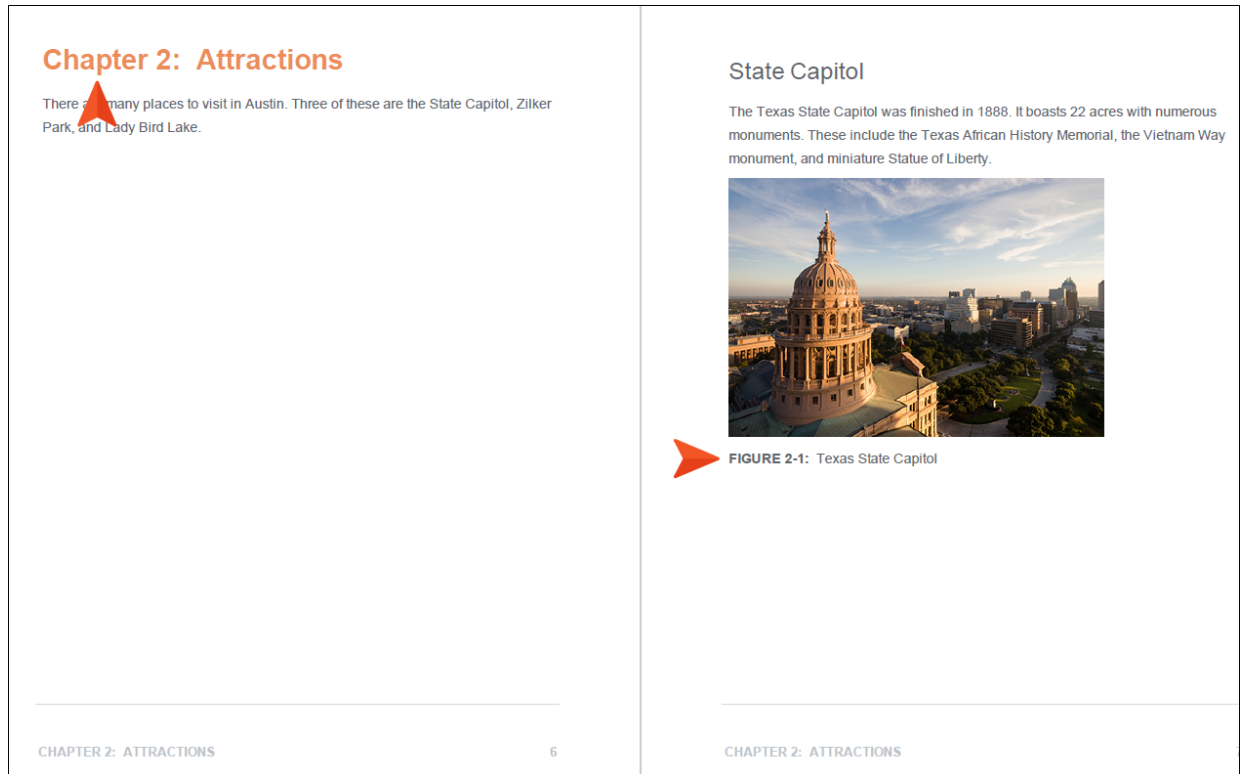 Chapter 2: Attractions
There many places to visit in Austin. Three of these are the State Capitol, Zilker
Park, and Lady Bird Lake.
CHAPTER 2: ATTRACTIONS 6
State Capitol
The Texas State Capitol was finished in 1888. It boasts 22 acres with numerous
monuments. These include the Texas African History Memorial, the Vietnam Way
monument, and miniature Statue of Liberty.
FIGURE 2-1: Texas State Capitol
CHAPTER 2: ATTRACTIONS